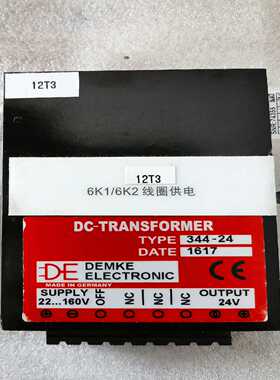 12T3
12T3
6K1/6K2 线圈供电
DC-TRANSFORMER
TYPE 344-24
DATE 1617
DE DEMKE ELECTRONIC
MADE IN GERMANY
CE
SUPPLY OUTPUT
22...160V OFF NC NC NC 24V